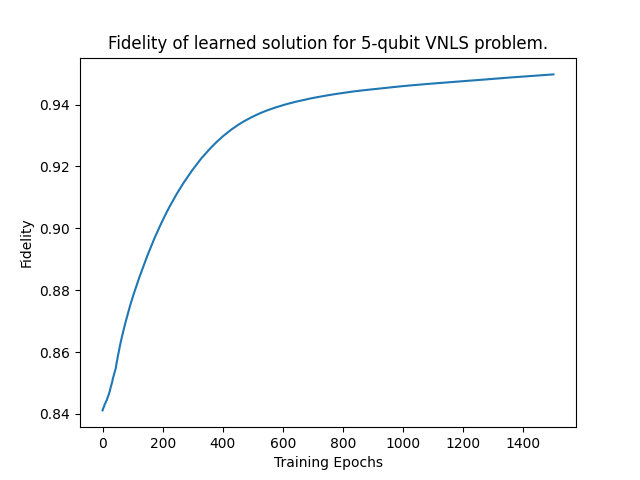 Fidelity of learned solution for 5-qubit VNLS problem.
0.94
0.92
0.90
0.88
0.86
0.84
Fidelity
0 200 400 600 800 1000 1200 1400
Training Epochs